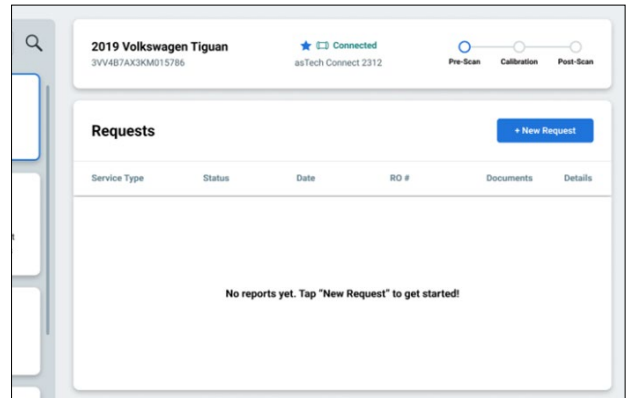 2019 Volkswagen Tiguan
3VV4B7AX3KM015786
Connected
asTech Connect 2312
Pre-Scan Calibration Post-Scan
Requests
+ New Request
Service Type Status Date RO # Documents Details
t
No reports yet. Tap "New Request" to get started!